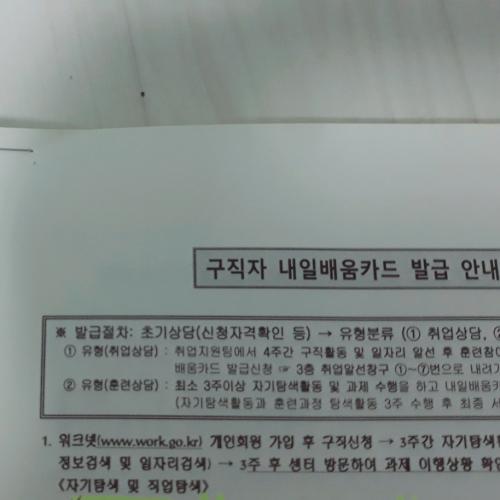 구직자 내일배움카드 발급 안내
※ 발급절차: 초기상담(신청자격확인 등) → 유형분류 (① 취업상담,
① 유형(취업상담) : 취업지원팀에서 4주간 구직활동 및 일자리 알선 후 훈련참
배움카드 발급신청 ☞ 3층 취업알선창구 ①~⑦번으로 내려가
② 유형(훈련상담) : 최소 3주이상 자기탐색활동 및 과제 수행을 하고 내일배움카
(자기탐색활동과 훈련과정 탐색활동 3주 수행 후 최종 서
1. 워크넷(www.work.go.kr) 개인회원 가입 후 구직신청 → 3주간 자기탐색
정보검색 및 일자리검색) → 3주 후 센터 방문하여 과제 이행상황 확인
<자기탐색 및 직업탐색>